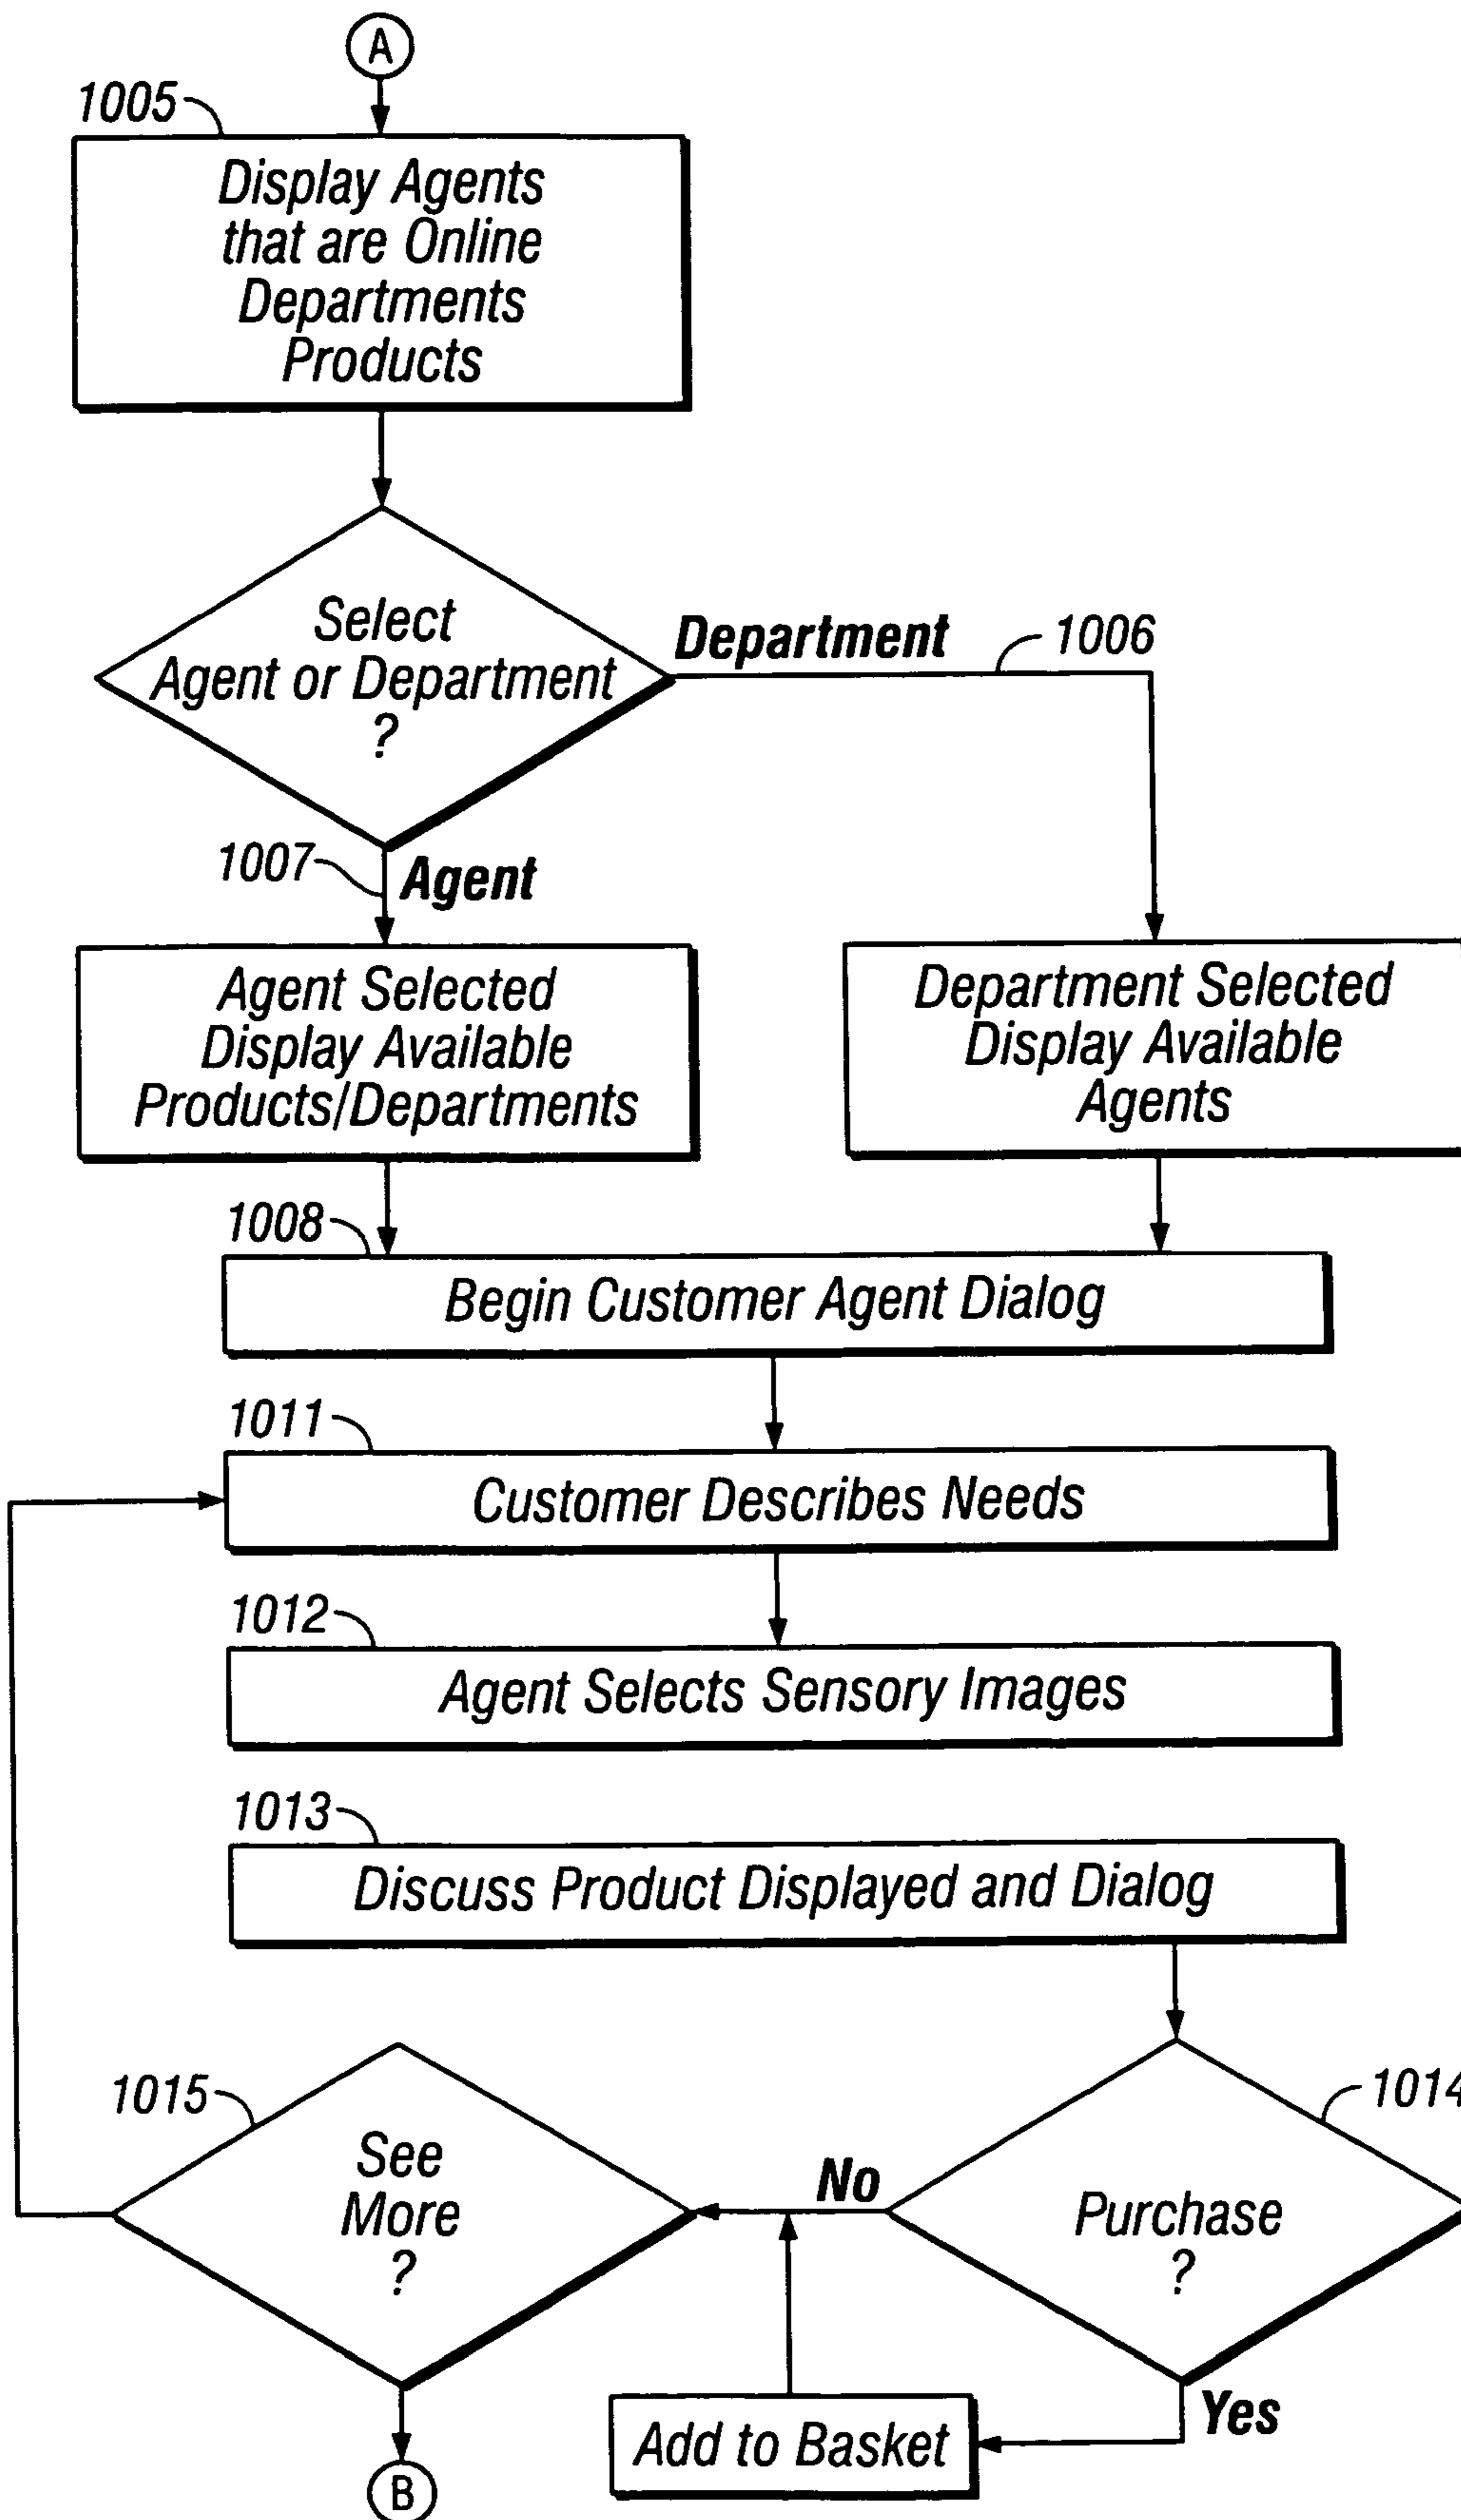 A
1005
Display Agents
that are Online
Departments
Products
Select
Agent or Department
?
Department
1006
1007
Agent
Agent Selected
Display Available
Products/Departments
Department Selected
Display Available
Agents
1008
Begin Customer Agent Dialog
1011
Customer Describes Needs
1012
Agent Selects Sensory Images
1013
Discuss Product Displayed and Dialog
1015
See
More
?
No
1014
Purchase
?
Yes
Add to Basket
B